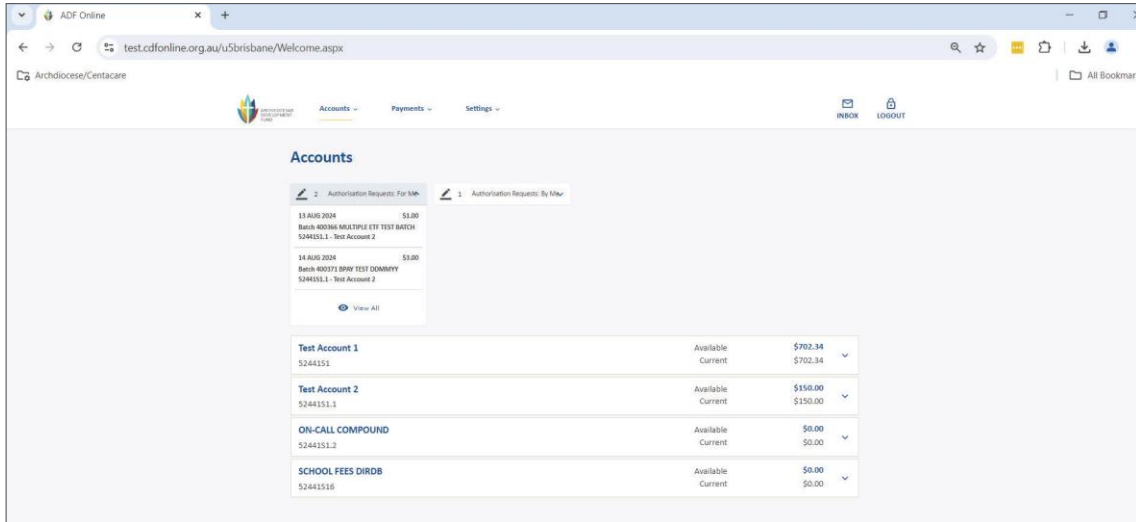 ADF Online
test.cdfonline.org.au/u5brisbane/Welcome.aspx
Archdiocese/Centacare
All Bookmar
ARCHDIOCESAN
DEVELOPMENT
FUND
Accounts
Payments
Settings
INBOX
LOGOUT
Accounts
2 Authorisation Requests: For Me
1 Authorisation Requests: By Me
13 AUG 2024 $1.00
Batch 400366 MULTIPLE ETF TEST BATCH
5244151.1 - Test Account 2
14 AUG 2024 $3.00
Batch 400371 BPAY TEST DDMMYY
5244151.1 - Test Account 2
View All
Test Account 1 Available $702.34
5244151 Current $702.34
Test Account 2 Available $150.00
5244151.1 Current $150.00
ON-CALL COMPOUND Available $0.00
5244151.2 Current $0.00
SCHOOL FEES DIRDB Available $0.00
52441516 Current $0.00